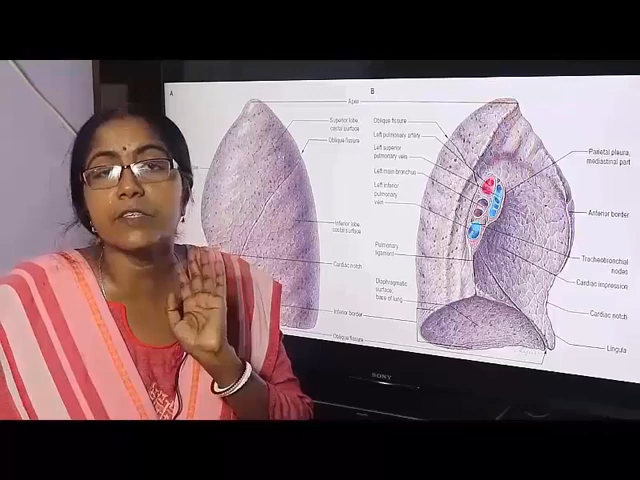 A
B
Apex
Superior lobe,
costal surface
Oblique fissure
Inferior lobe,
costal surface
Cardiac notch
Inferior border
Oblique fissure
Oblique fissure
Left pulmonary artery
Left superior
pulmonary vein
Left main bronchus
Left inferior
pulmonary
vein
Pulmonary
ligament
Diaphragmatic
surface,
base of lung
Parietal pleura,
mediastinal part
Anterior border
Tracheobronchial
nodes
Cardiac impression
Cardiac notch
Lingula
SONY